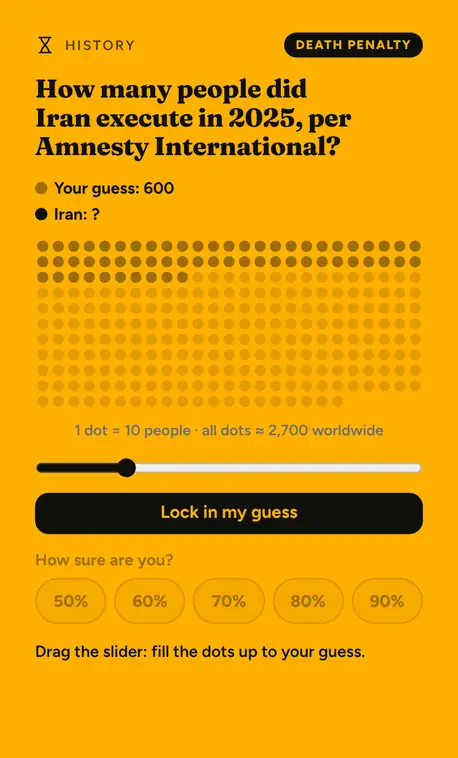 HISTORY
DEATH PENALTY
How many people did
Iran execute in 2025, per
Amnesty International?
Your guess: 600
Iran: ?
1 dot = 10 people · all dots ≈ 2,700 worldwide
Lock in my guess
How sure are you?
50% 60% 70% 80% 90%
Drag the slider: fill the dots up to your guess.